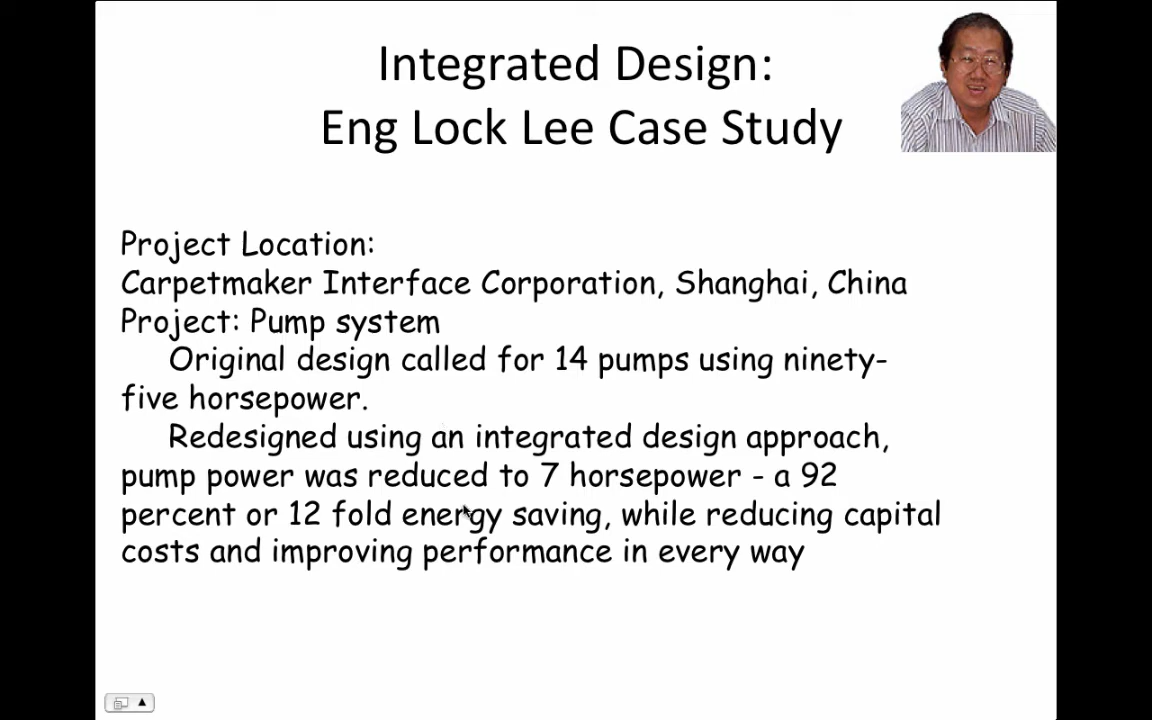 Integrated Design:
Eng Lock Lee Case Study
Project Location:
Carpetmaker Interface Corporation, Shanghai, China
Project: Pump system
Original design called for 14 pumps using ninety-
five horsepower.
Redesigned using an integrated design approach,
pump power was reduced to 7 horsepower - a 92
percent or 12 fold energy saving, while reducing capital
costs and improving performance in every way